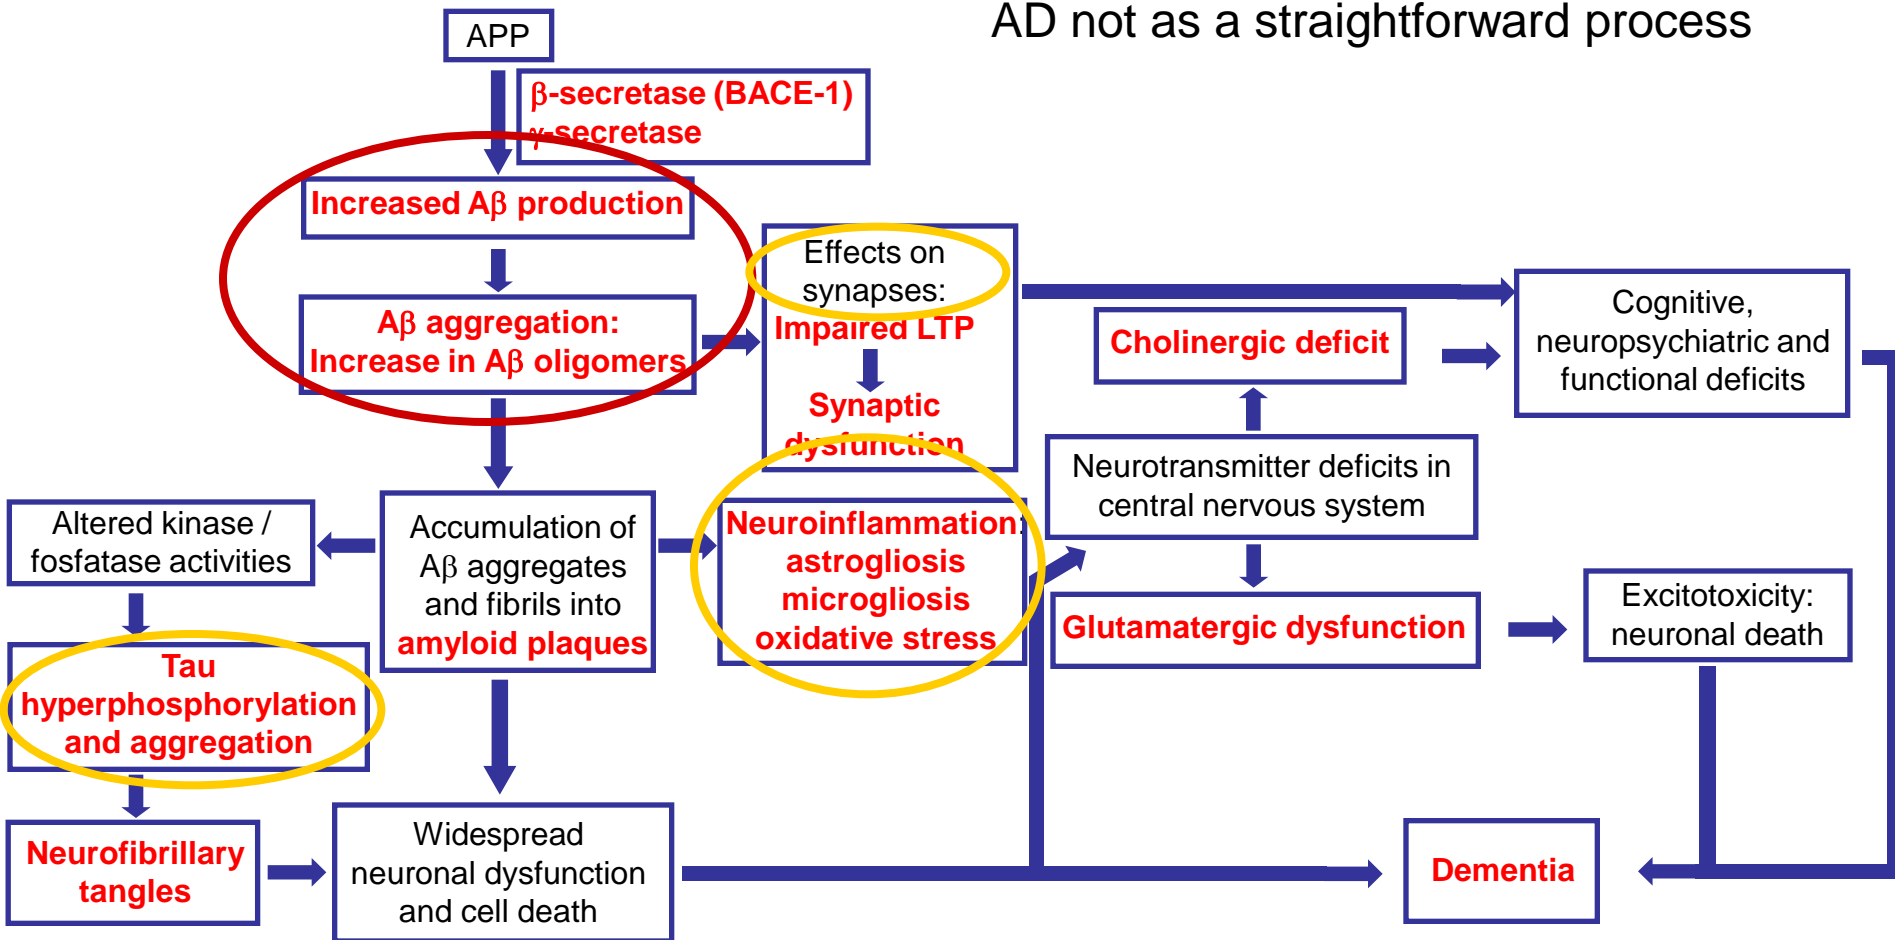 AD not as a straightforward process
APP
β-secretase (BACE-1)
γ-secretase
Increased Aβ production
Aβ aggregation:
Increase in Aβ oligomers
Effects on
synapses:
Impaired LTP
Synaptic
dysfunction
Cholinergic deficit
Cognitive,
neuropsychiatric and
functional deficits
Neurotransmitter deficits in
central nervous system
Altered kinase /
fosfatase activities
Accumulation of
Aβ aggregates
and fibrils into
amyloid plaques
Neuroinflammation:
astrogliosis
microgliosis
oxidative stress
Glutamatergic dysfunction
Excitotoxicity:
neuronal death
Tau
hyperphosphorylation
and aggregation
Neurofibrillary
tangles
Widespread
neuronal dysfunction
and cell death
Dementia